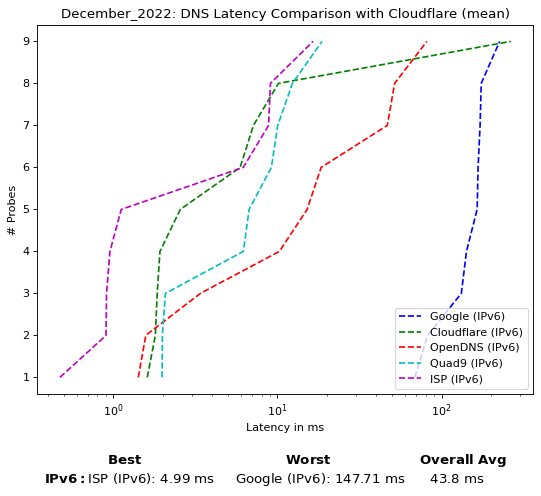 December_2022: DNS Latency Comparison with Cloudflare (mean)
9
8
7
6
5
4
3
2
1
# Probes
Google (IPv6)
Cloudflare (IPv6)
OpenDNS (IPv6)
Quad9 (IPv6)
ISP (IPv6)
10⁰ 10¹ 10²
Latency in ms
Best Worst Overall Avg
IPv6: ISP (IPv6): 4.99 ms Google (IPv6): 147.71 ms 43.8 ms